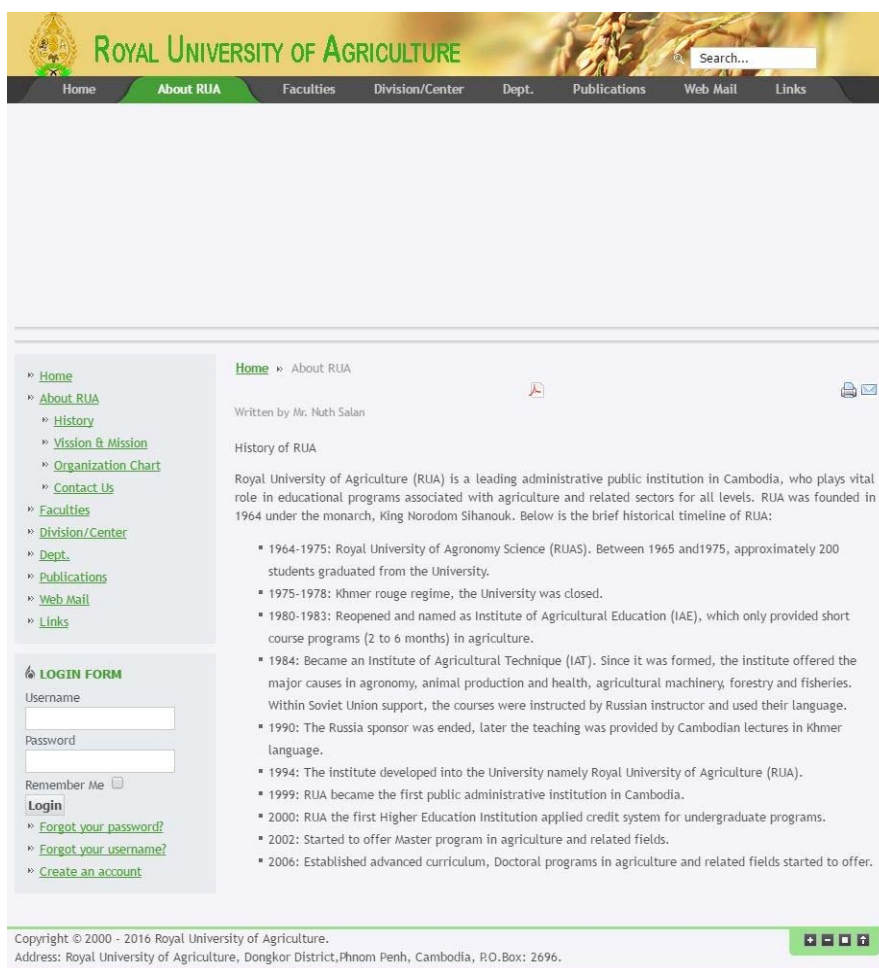 ROYAL UNIVERSITY OF AGRICULTURE
Search...
Home About RUA Faculties Division/Center Dept. Publications Web Mail Links
Home
About RUA
History
Vission & Mission
Organization Chart
Contact Us
Faculties
Division/Center
Dept.
Publications
Web Mail
Links
LOGIN FORM
Username
Password
Remember Me
Login
Forgot your password?
Forgot your username?
Create an account
Home » About RUA
Written by Mr. Nuth Salan
History of RUA
Royal University of Agriculture (RUA) is a leading administrative public institution in Cambodia, who plays vital
role in educational programs associated with agriculture and related sectors for all levels. RUA was founded in
1964 under the monarch, King Norodom Sihanouk. Below is the brief historical timeline of RUA:
1964-1975: Royal University of Agronomy Science (RUAS). Between 1965 and1975, approximately 200
students graduated from the University.
1975-1978: Khmer rouge regime, the University was closed.
1980-1983: Reopened and named as Institute of Agricultural Education (IAE), which only provided short
course programs (2 to 6 months) in agriculture.
1984: Became an Institute of Agricultural Technique (IAT). Since it was formed, the institute offered the
major causes in agronomy, animal production and health, agricultural machinery, forestry and fisheries.
Within Soviet Union support, the courses were instructed by Russian instructor and used their language.
1990: The Russia sponsor was ended, later the teaching was provided by Cambodian lectures in Khmer
language.
1994: The institute developed into the University namely Royal University of Agriculture (RUA).
1999: RUA became the first public administrative institution in Cambodia.
2000: RUA the first Higher Education Institution applied credit system for undergraduate programs.
2002: Started to offer Master program in agriculture and related fields.
2006: Established advanced curriculum, Doctoral programs in agriculture and related fields started to offer.
Copyright © 2000 - 2016 Royal University of Agriculture.
Address: Royal University of Agriculture, Dongkor District,Phnom Penh, Cambodia, P.O.Box: 2696.